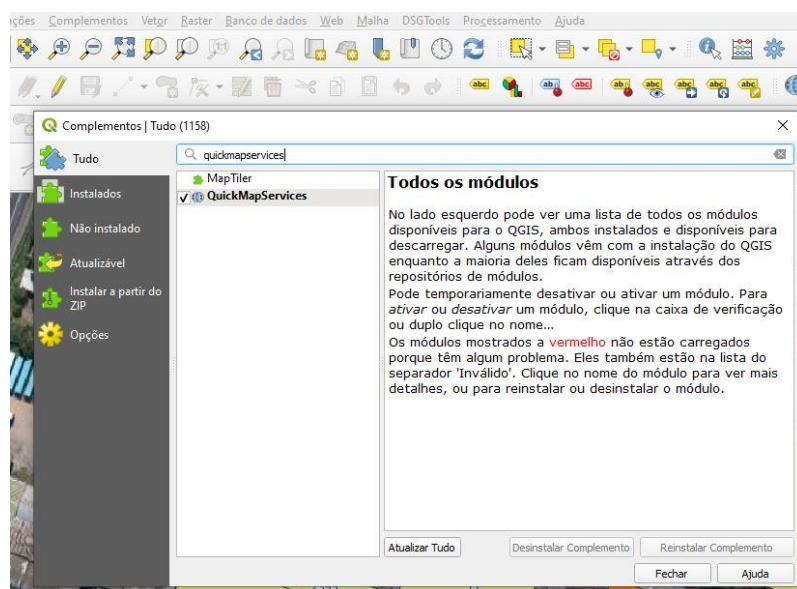 ções Complementos Vetor Raster Banco de dados Web Malha DSGTools Processamento Ajuda
Complementos | Tudo (1158)
Tudo
quickmapservices
Instalados
Não instalado
Atualizável
Instalar a partir do
ZIP
Opções
MapTiler
QuickMapServices
Todos os módulos
No lado esquerdo pode ver uma lista de todos os módulos
disponíveis para o QGIS, ambos instalados e disponíveis para
descarregar. Alguns módulos vêm com a instalação do QGIS
enquanto a maioria deles ficam disponíveis através dos
repositórios de módulos.
Pode temporariamente desativar ou ativar um módulo. Para
ativar ou desativar um módulo, clique na caixa de verificação
ou duplo clique no nome...
Os módulos mostrados a vermelho não estão carregados
porque têm algum problema. Eles também estão na lista do
separador 'Inválido'. Clique no nome do módulo para ver mais
detalhes, ou para reinstalar ou desinstalar o módulo.
Atualizar Tudo
Desinstalar Complemento
Reinstalar Complemento
Fechar
Ajuda